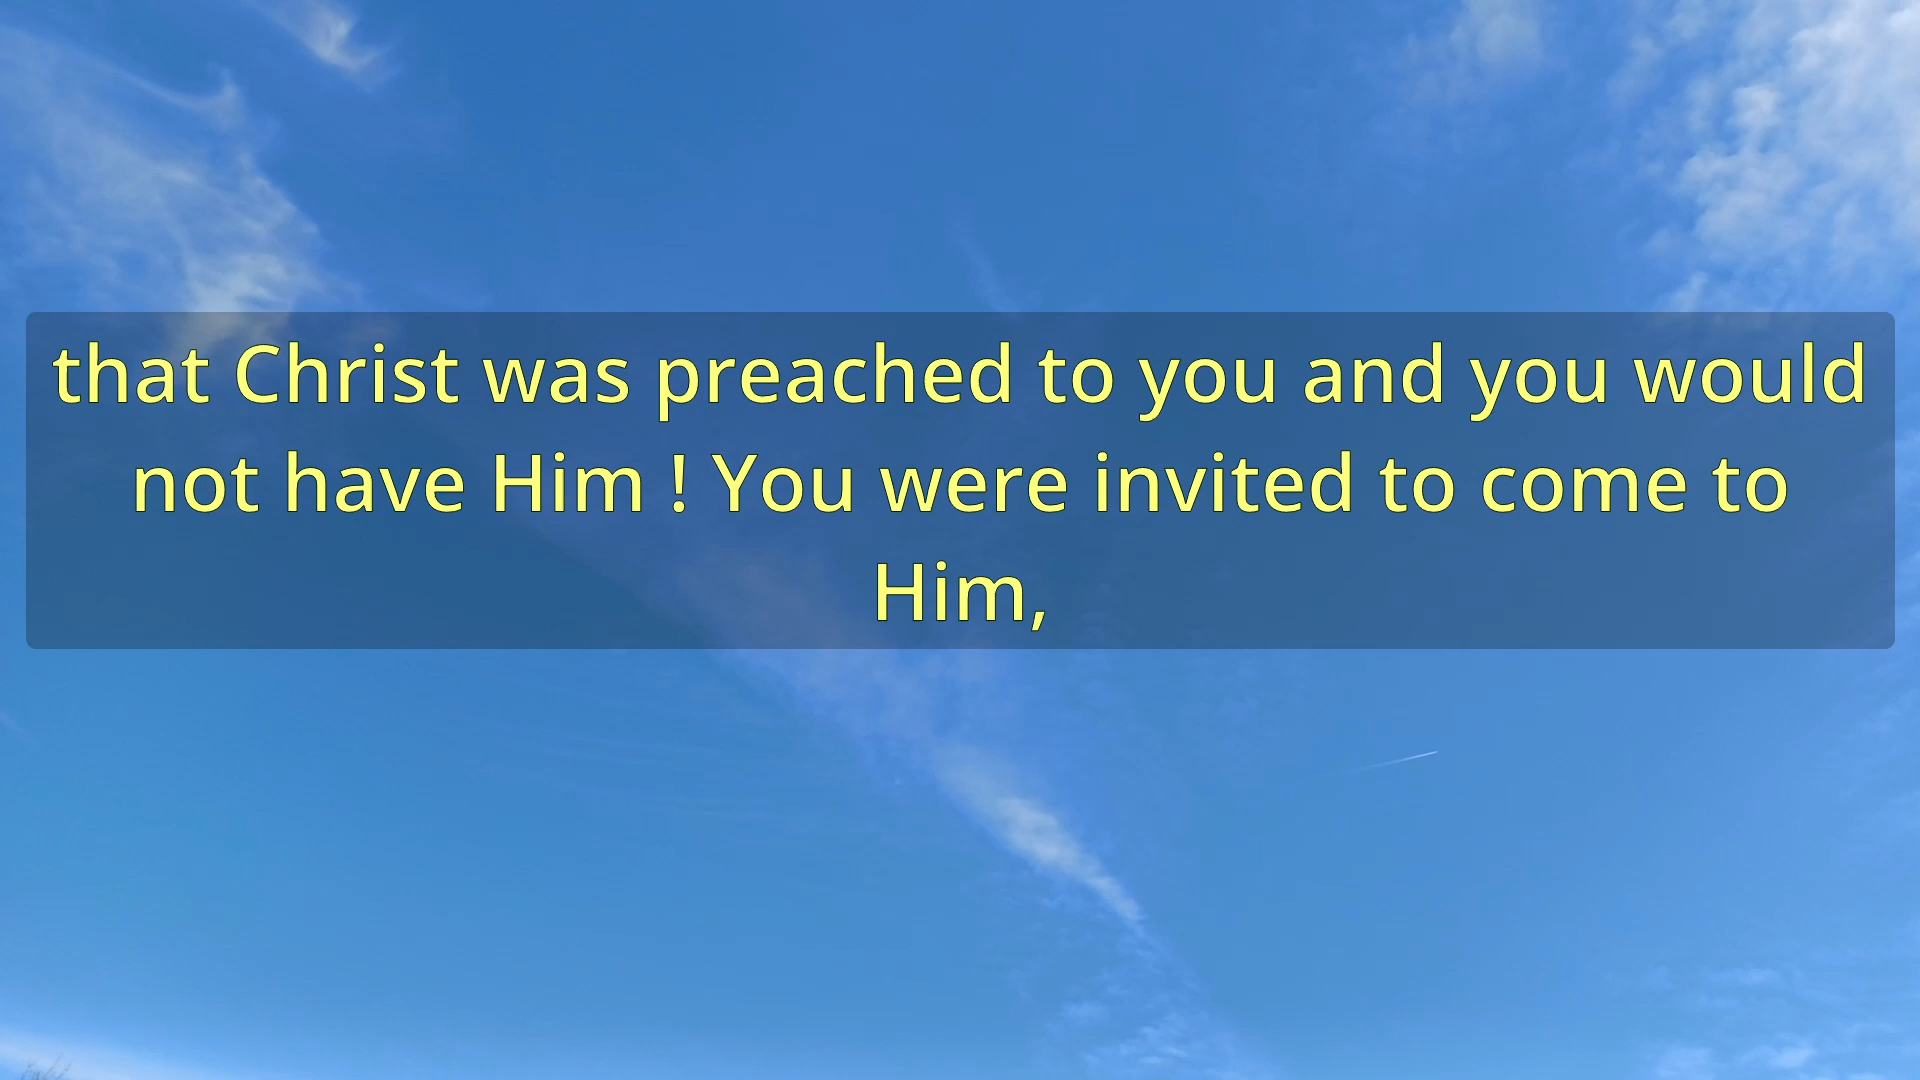 that Christ was preached to you and you would
not have Him ! You were invited to come to
Him,